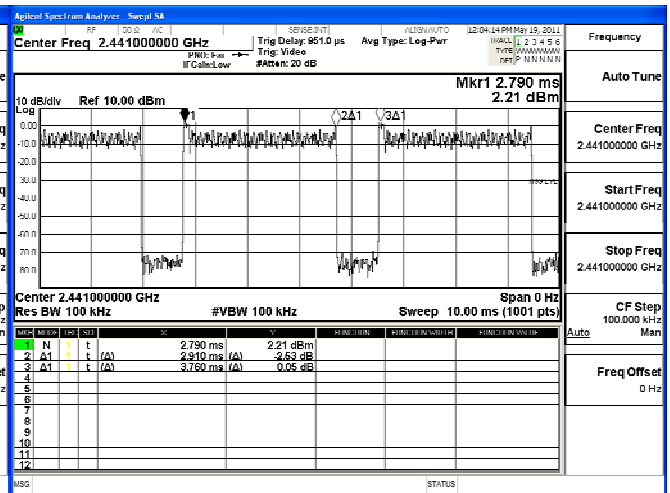 Agilent Spectrum Analyzer - Swept SA
RF 50 Ω AC SENSE:INT ALIGN AUTO 12:04:14 PM May 19, 2011
Center Freq 2.441000000 GHz
PNO: Fast
IFGain:Low
Trig Delay: 951.0 µs
Trig: Video
#Atten: 20 dB
Avg Type: Log-Pwr
TRACE 1 2 3 4 5 6
TYPE WWWWWW
DET P N N N N N
Mkr1 2.790 ms
2.21 dBm
10 dB/div Ref 10.00 dBm
Log
1
2Δ1
3Δ1
0.00
-10.0
-30.0
-40.0
-50.0
-60.0
TRIG LVL
Center 2.441000000 GHz Span 0 Hz
Res BW 100 kHz #VBW 100 kHz Sweep 10.00 ms (1001 pts)
MKR MODE TRC SCL X Y FUNCTION FUNCTION WIDTH FUNCTION VALUE
1 N 1 t 2.790 ms 2.21 dBm
2 Δ1 1 t (Δ) 2.910 ms (Δ) -2.53 dB
3 Δ1 1 t (Δ) 3.760 ms (Δ) 0.05 dB
4
5
6
7
8
9
10
11
12
MSG STATUS
Frequency
Auto Tune
Center Freq
2.441000000 GHz
Start Freq
2.441000000 GHz
Stop Freq
2.441000000 GHz
CF Step
100.000 kHz
Auto Man
Freq Offset
0 Hz